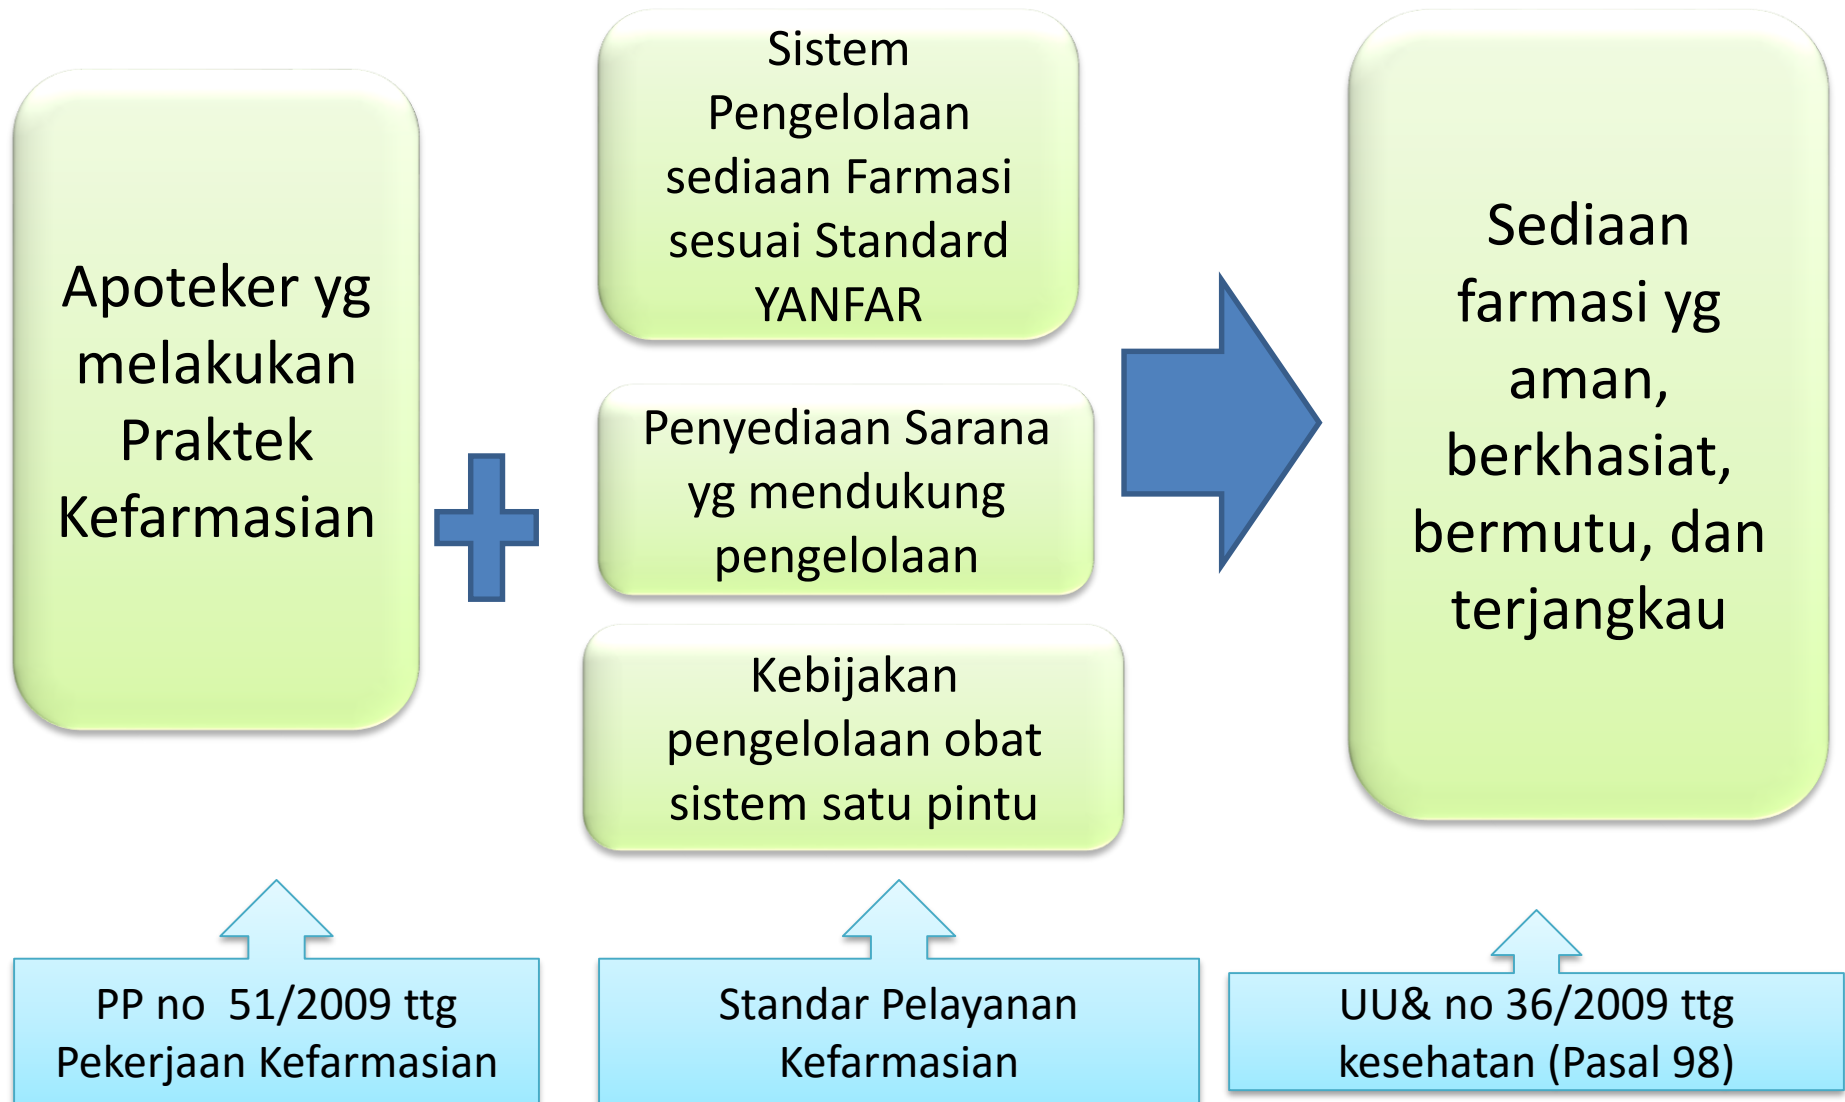 Apoteker yg
melakukan
Praktek
Kefarmasian
Sistem
Pengelolaan
sediaan Farmasi
sesuai Standard
YANFAR
Penyediaan Sarana
yg mendukung
pengelolaan
Kebijakan
pengelolaan obat
sistem satu pintu
Sediaan
farmasi yg
aman,
berkhasiat,
bermutu, dan
terjangkau
PP no 51/2009 ttg
Pekerjaan Kefarmasian
Standar Pelayanan
Kefarmasian
UU& no 36/2009 ttg
kesehatan (Pasal 98)